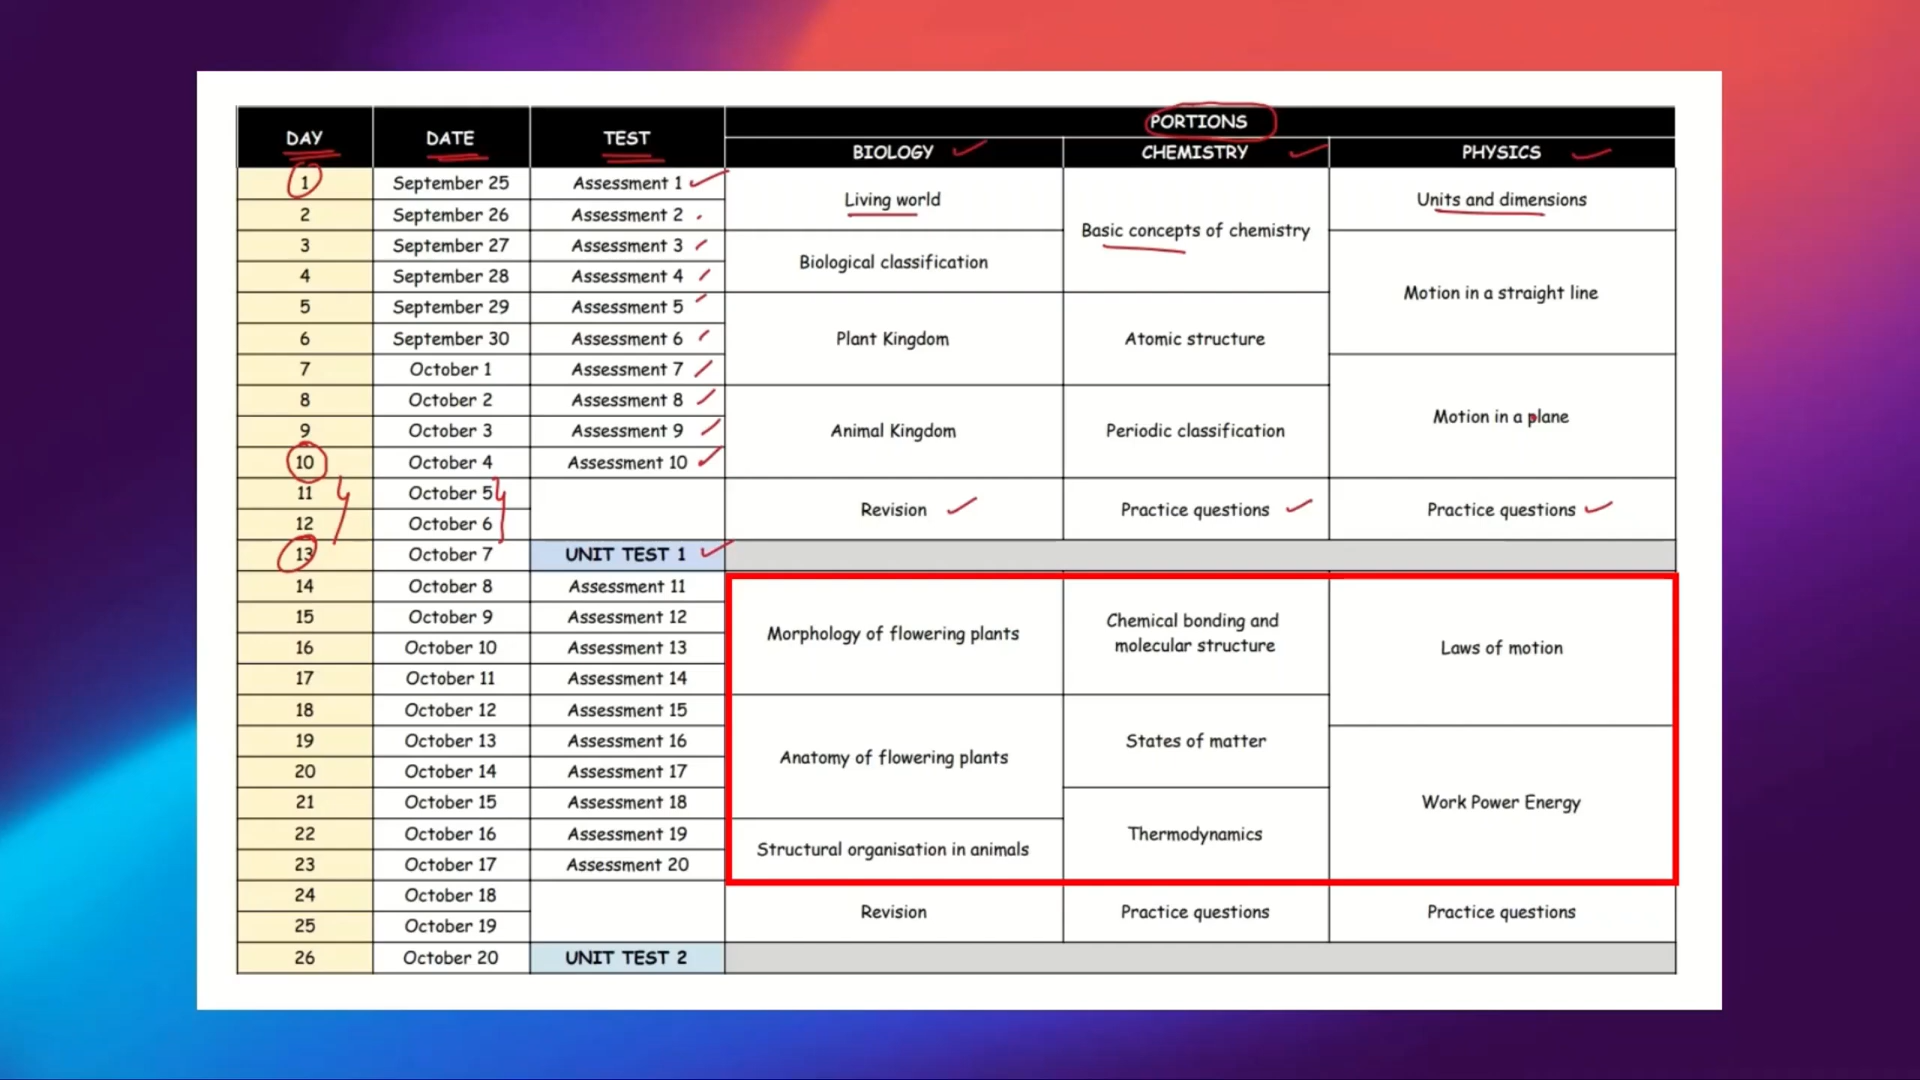 DAY DATE TEST PORTIONS
BIOLOGY CHEMISTRY PHYSICS
1 September 25 Assessment 1
Living world Units and dimensions
2 September 26 Assessment 2
Basic concepts of chemistry
3 September 27 Assessment 3
Biological classification
4 September 28 Assessment 4
Motion in a straight line
5 September 29 Assessment 5
6 September 30 Assessment 6 Plant Kingdom Atomic structure
7 October 1 Assessment 7
8 October 2 Assessment 8
Motion in a plane
9 October 3 Assessment 9 Animal Kingdom Periodic classification
10 October 4 Assessment 10
11 October 5
Revision Practice questions Practice questions
12 October 6
13 October 7 UNIT TEST 1
14 October 8 Assessment 11
15 October 9 Assessment 12 Chemical bonding and
Morphology of flowering plants
16 October 10 Assessment 13 molecular structure Laws of motion
17 October 11 Assessment 14
18 October 12 Assessment 15
19 October 13 Assessment 16 States of matter
Anatomy of flowering plants
20 October 14 Assessment 17
21 October 15 Assessment 18 Work Power Energy
22 October 16 Assessment 19 Thermodynamics
Structural organisation in animals
23 October 17 Assessment 20
24 October 18
Revision Practice questions Practice questions
25 October 19
26 October 20 UNIT TEST 2